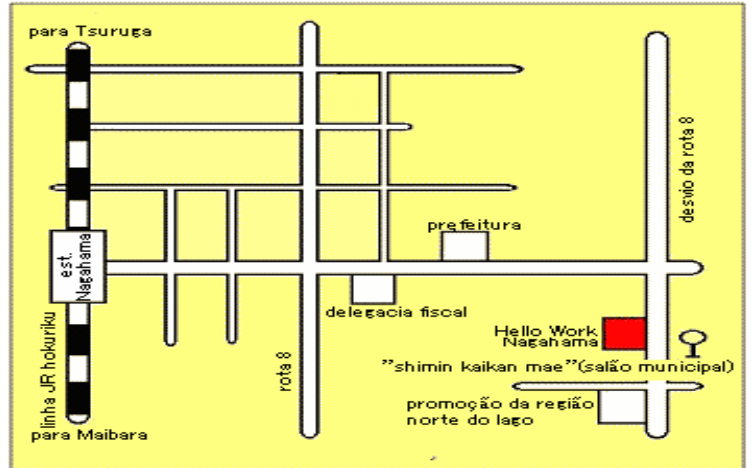 para Tsuruga
desvio da rota 8
prefeitura
est.
Nagahama
delegacia fiscal
Hello Work
Nagahama
linha JR hokuriku
rota 8
"shimin kaikan mae"(salão municipal)
promoção da região
norte do lago
para Maibara